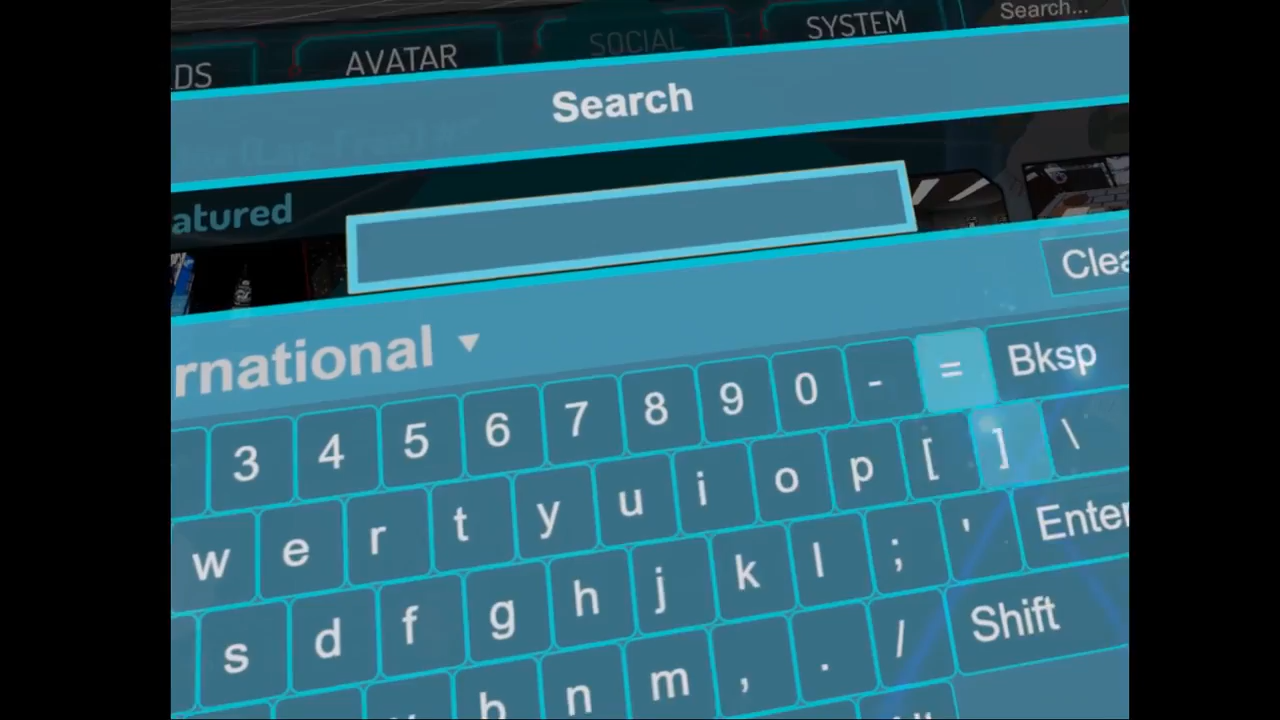 LDS AVATAR SOCIAL SYSTEM Search...
Search
atured
Clea
rnational ▼
3 4 5 6 7 8 9 0 - = Bksp
w e r t y u i o p [ ] \
s d f g h j k l ; ' Enter
b n m , . / Shift